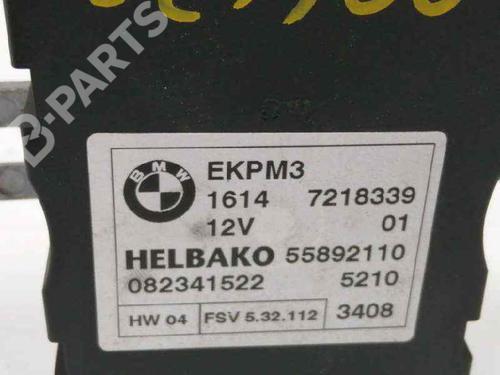 B-PARTS
BMW
EKPM3
1614 7218339
12V 01
HELBAKO 55892110
082341522 5210
HW 04 FSV 5.32.112 3408